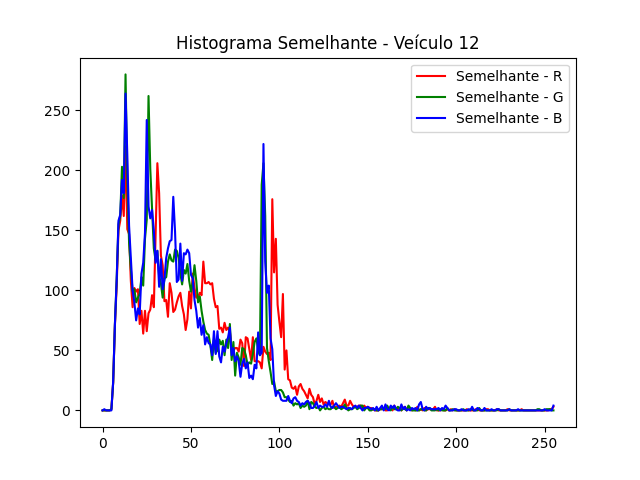 Histograma Semelhante - Veículo 12
Semelhante - R
Semelhante - G
Semelhante - B
250
200
150
100
50
0
0 50 100 150 200 250